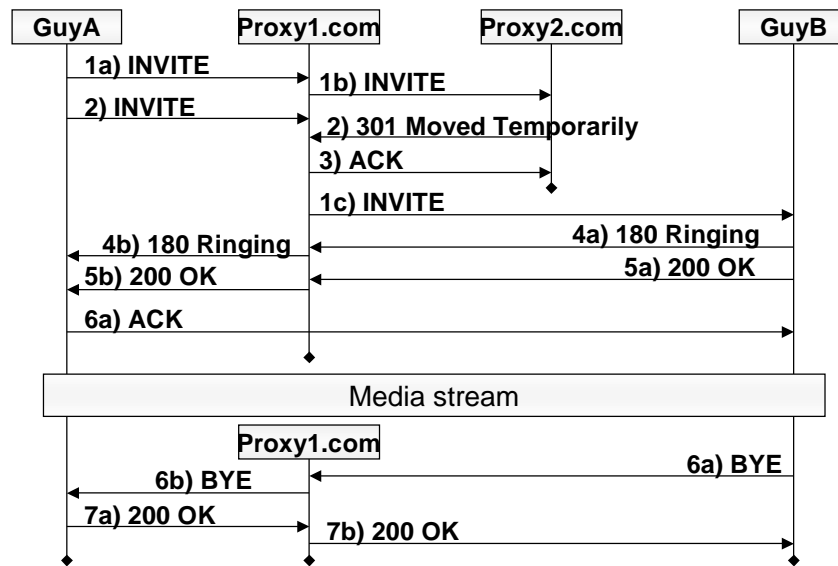 GuyA
Proxy1.com
Proxy2.com
GuyB
1a) INVITE
1b) INVITE
2) INVITE
2) 301 Moved Temporarily
3) ACK
1c) INVITE
4a) 180 Ringing
4b) 180 Ringing
5a) 200 OK
5b) 200 OK
6a) ACK
Media stream
Proxy1.com
6a) BYE
6b) BYE
7a) 200 OK
7b) 200 OK